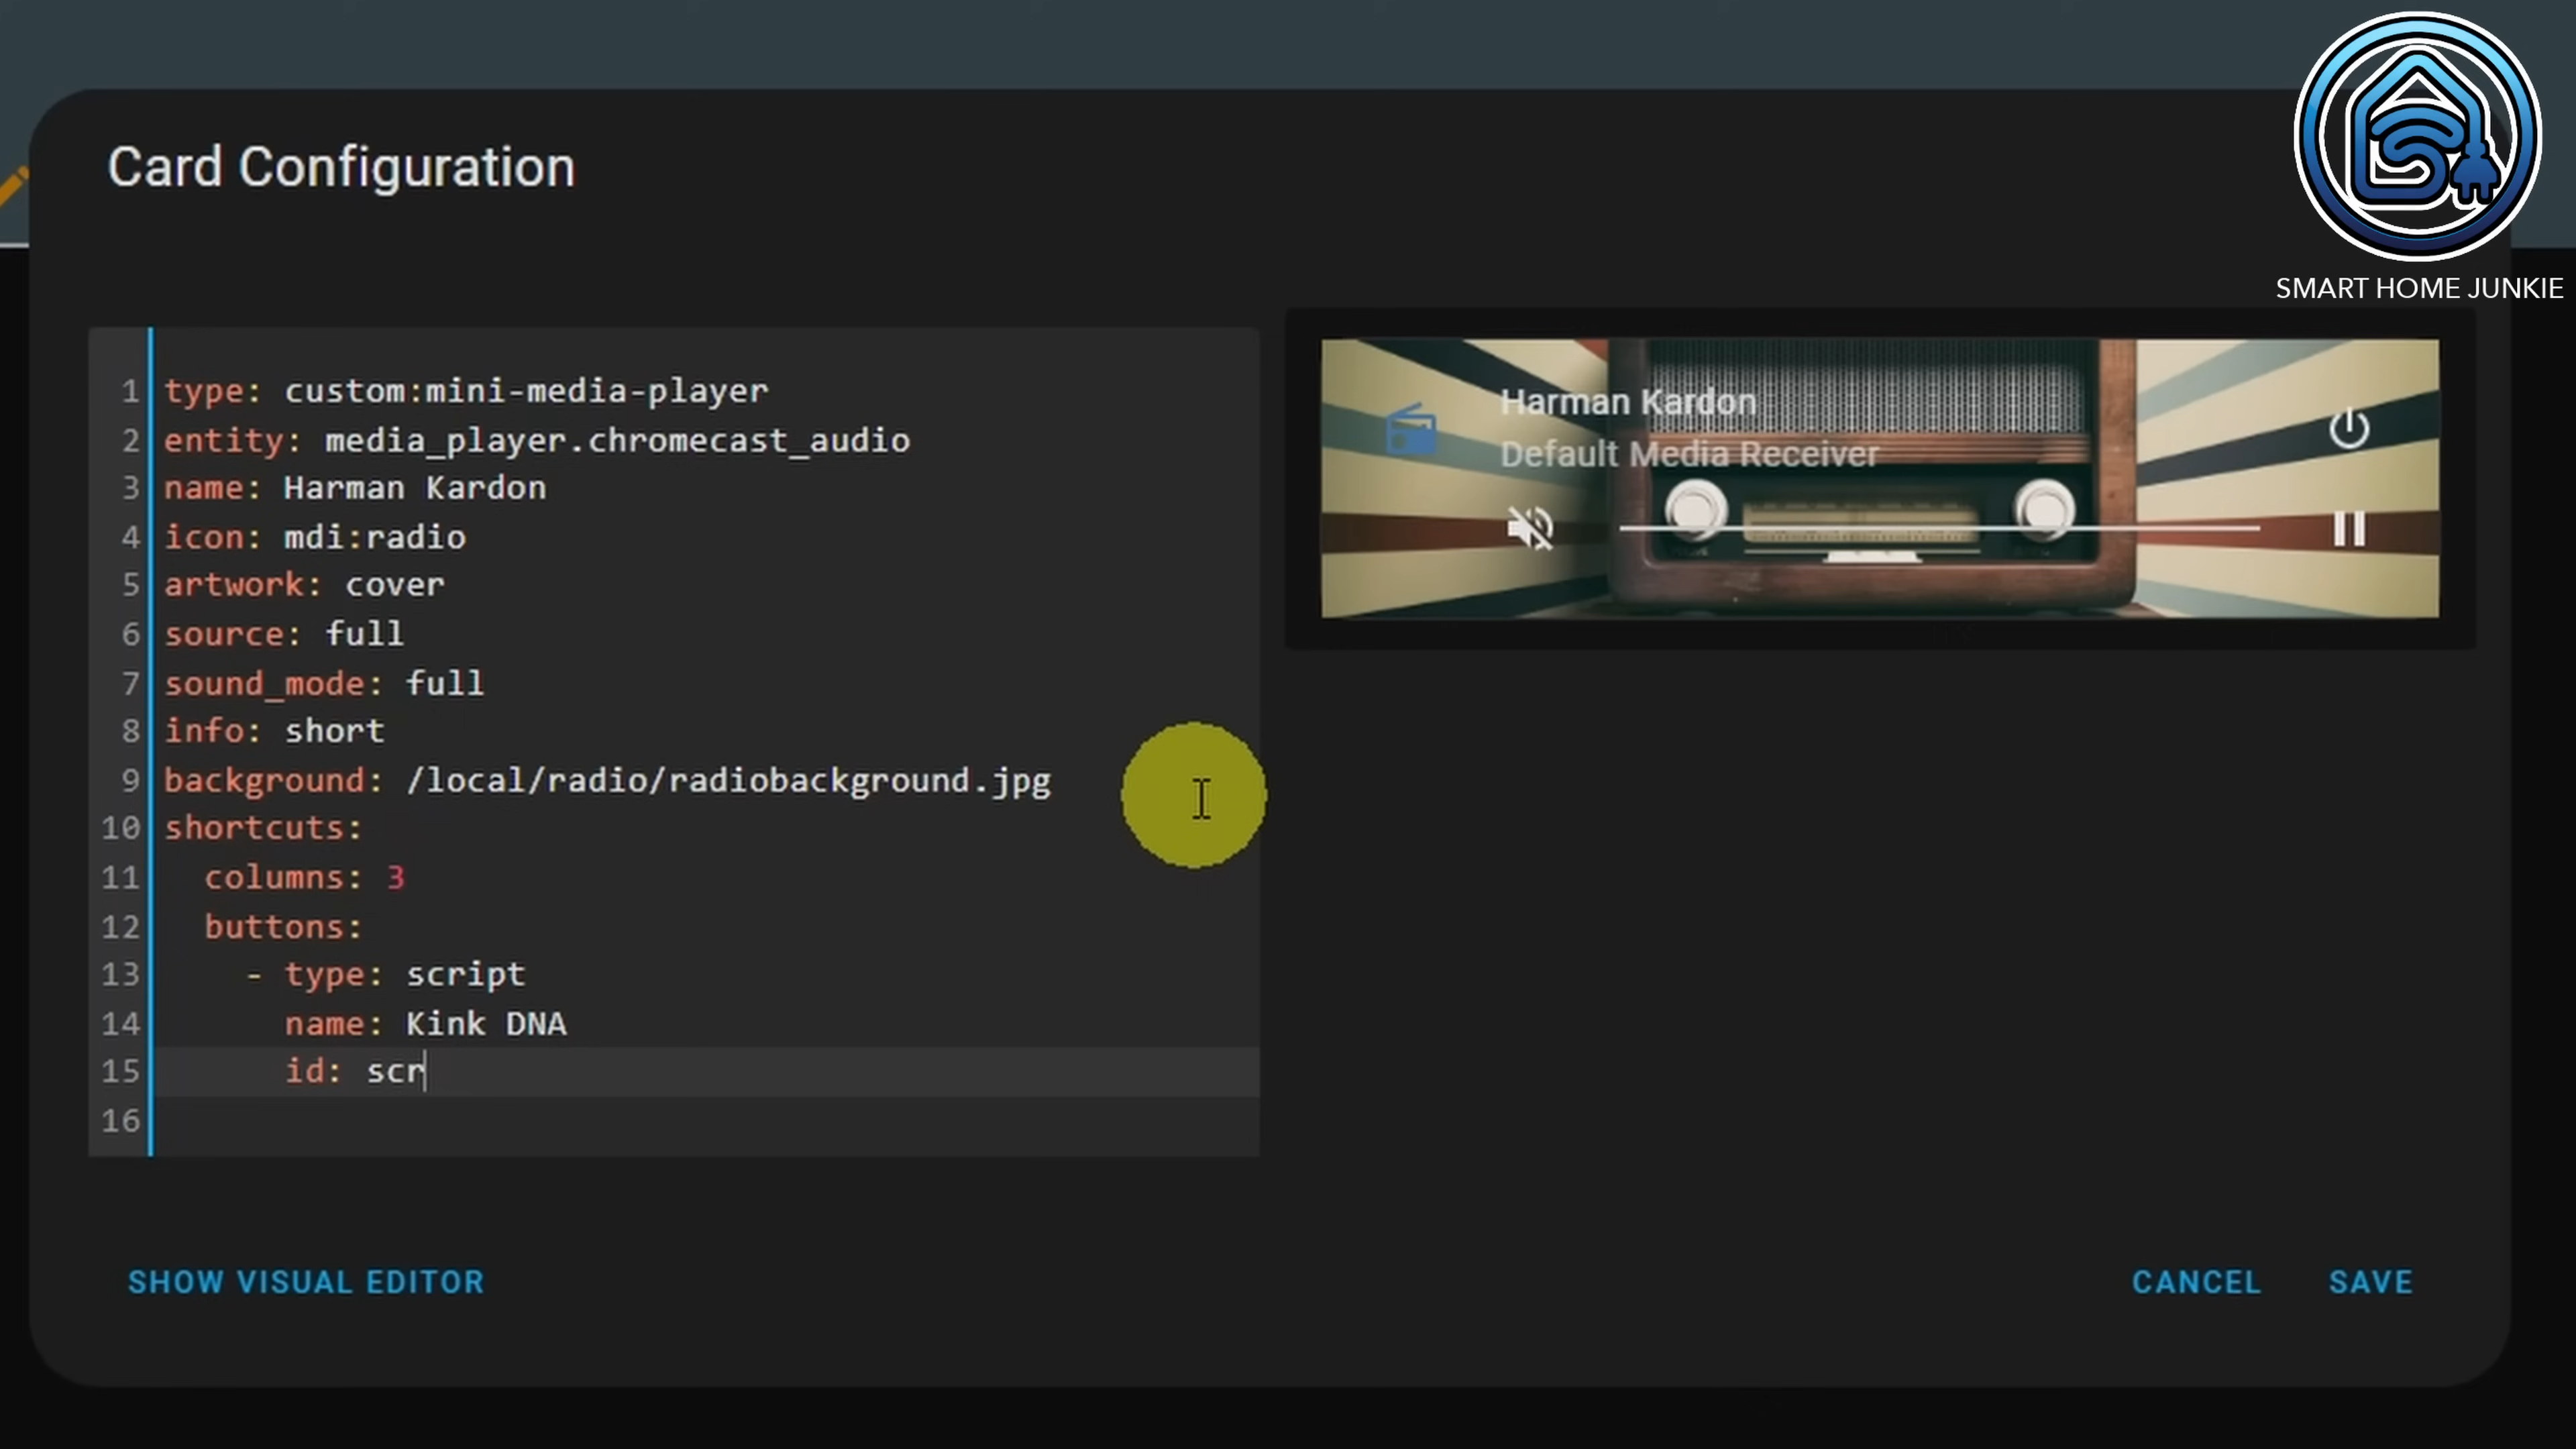 SMART HOME JUNKIE
Card Configuration
1 type: custom:mini-media-player
2 entity: media_player.chromecast_audio
3 name: Harman Kardon
4 icon: mdi:radio
5 artwork: cover
6 source: full
7 sound_mode: full
8 info: short
9 background: /local/radio/radiobackground.jpg
10 shortcuts:
11 columns: 3
12 buttons:
13 - type: script
14 name: Kink DNA
15 id: scr
16
Harman Kardon
Default Media Receiver
SHOW VISUAL EDITOR
CANCEL SAVE